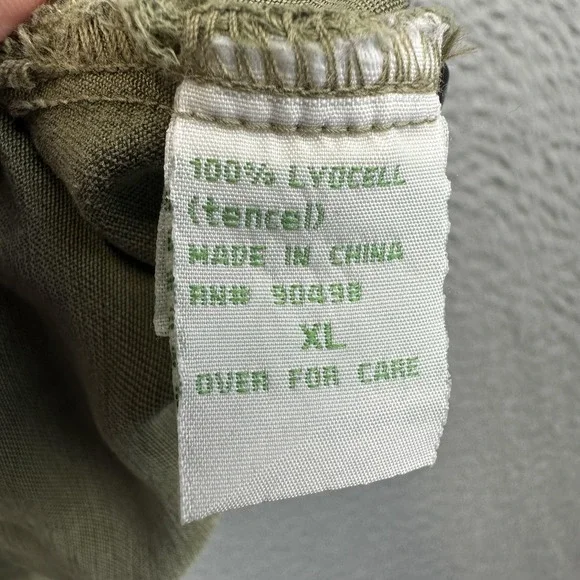 100% LYOCELL
(tencel)
MADE IN CHINA
RN# 90498
XL
OVER FOR CARE